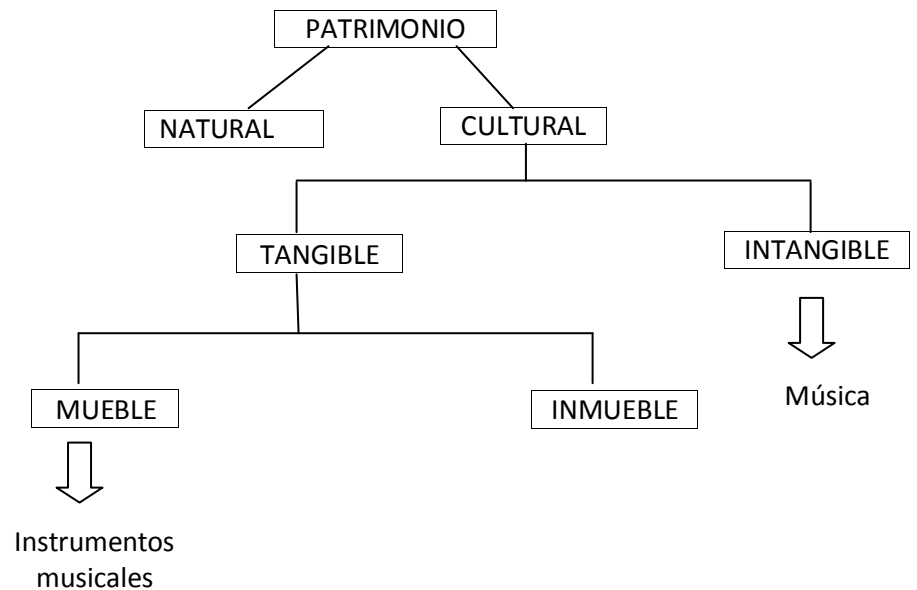 PATRIMONIO
NATURAL
CULTURAL
TANGIBLE
INTANGIBLE
MUEBLE
INMUEBLE
Música
Instrumentos
musicales